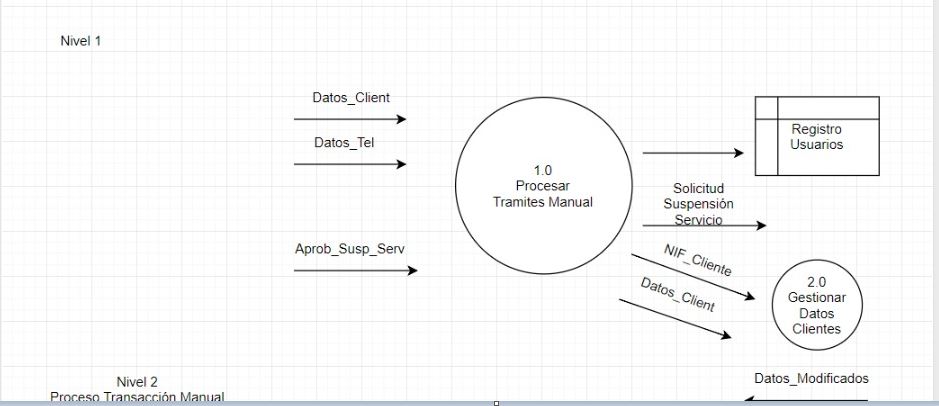 Nivel 1
Datos_Client
Datos_Tel
Aprob_Susp_Serv
1.0
Procesar
Tramites Manual
Registro
Usuarios
Solicitud
Suspensión
Servicio
NIF_Cliente
Datos_Client
2.0
Gestionar
Datos
Clientes
Datos_Modificados
Nivel 2
Proceso Transacción Manual